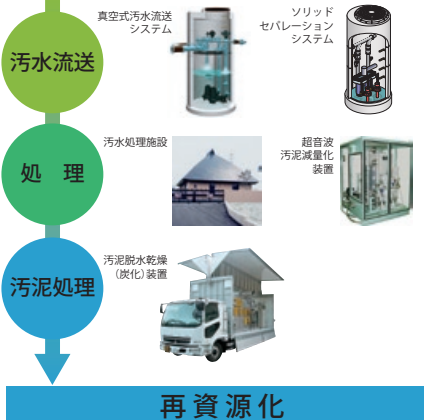 真空式汚水流送
システム
ソリッド
セパレーション
システム
汚水流送
汚水処理施設
超音波
汚泥減量化
装置
処　理
汚泥脱水乾燥
（炭化）装置
汚泥処理
再資源化